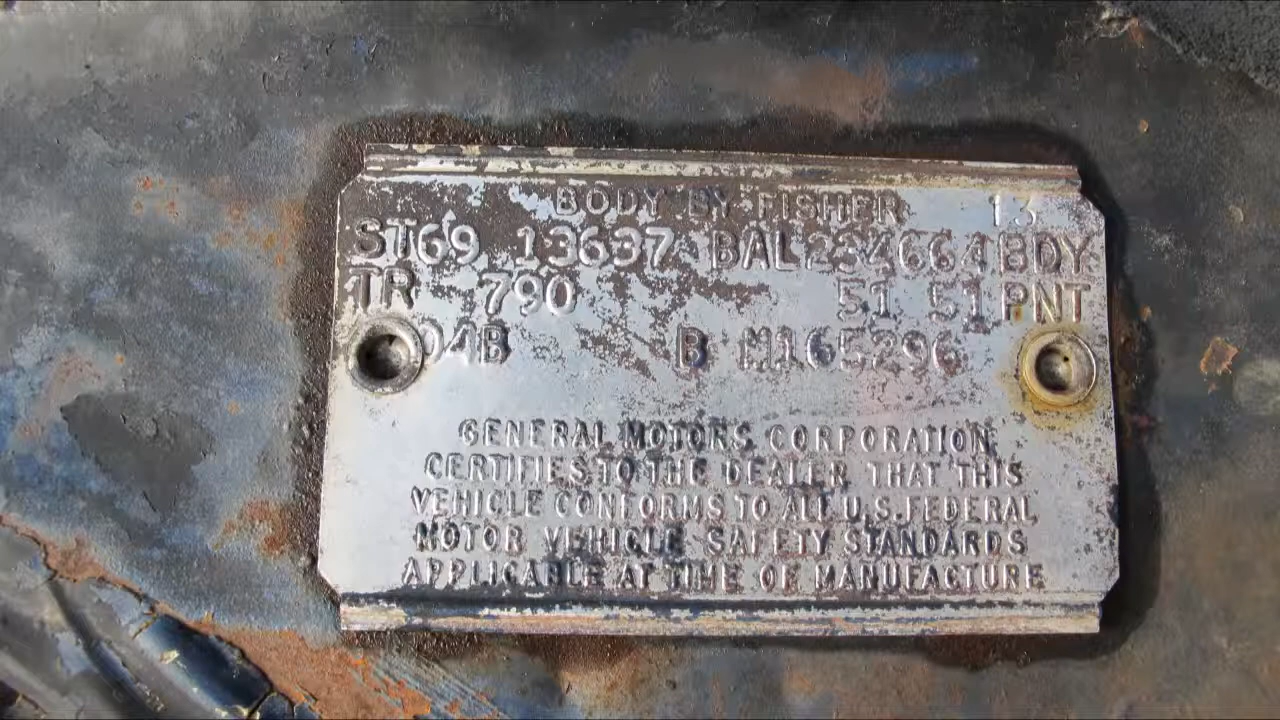 BODY BY FISHER 13
ST69 13637 BAL234664 BDY
TR 790 51 51 PNT
04B B M165296
GENERAL MOTORS CORPORATION
CERTIFIES TO THE DEALER THAT THIS
VEHICLE CONFORMS TO ALL U.S. FEDERAL
MOTOR VEHICLE SAFETY STANDARDS
APPLICABLE AT TIME OF MANUFACTURE